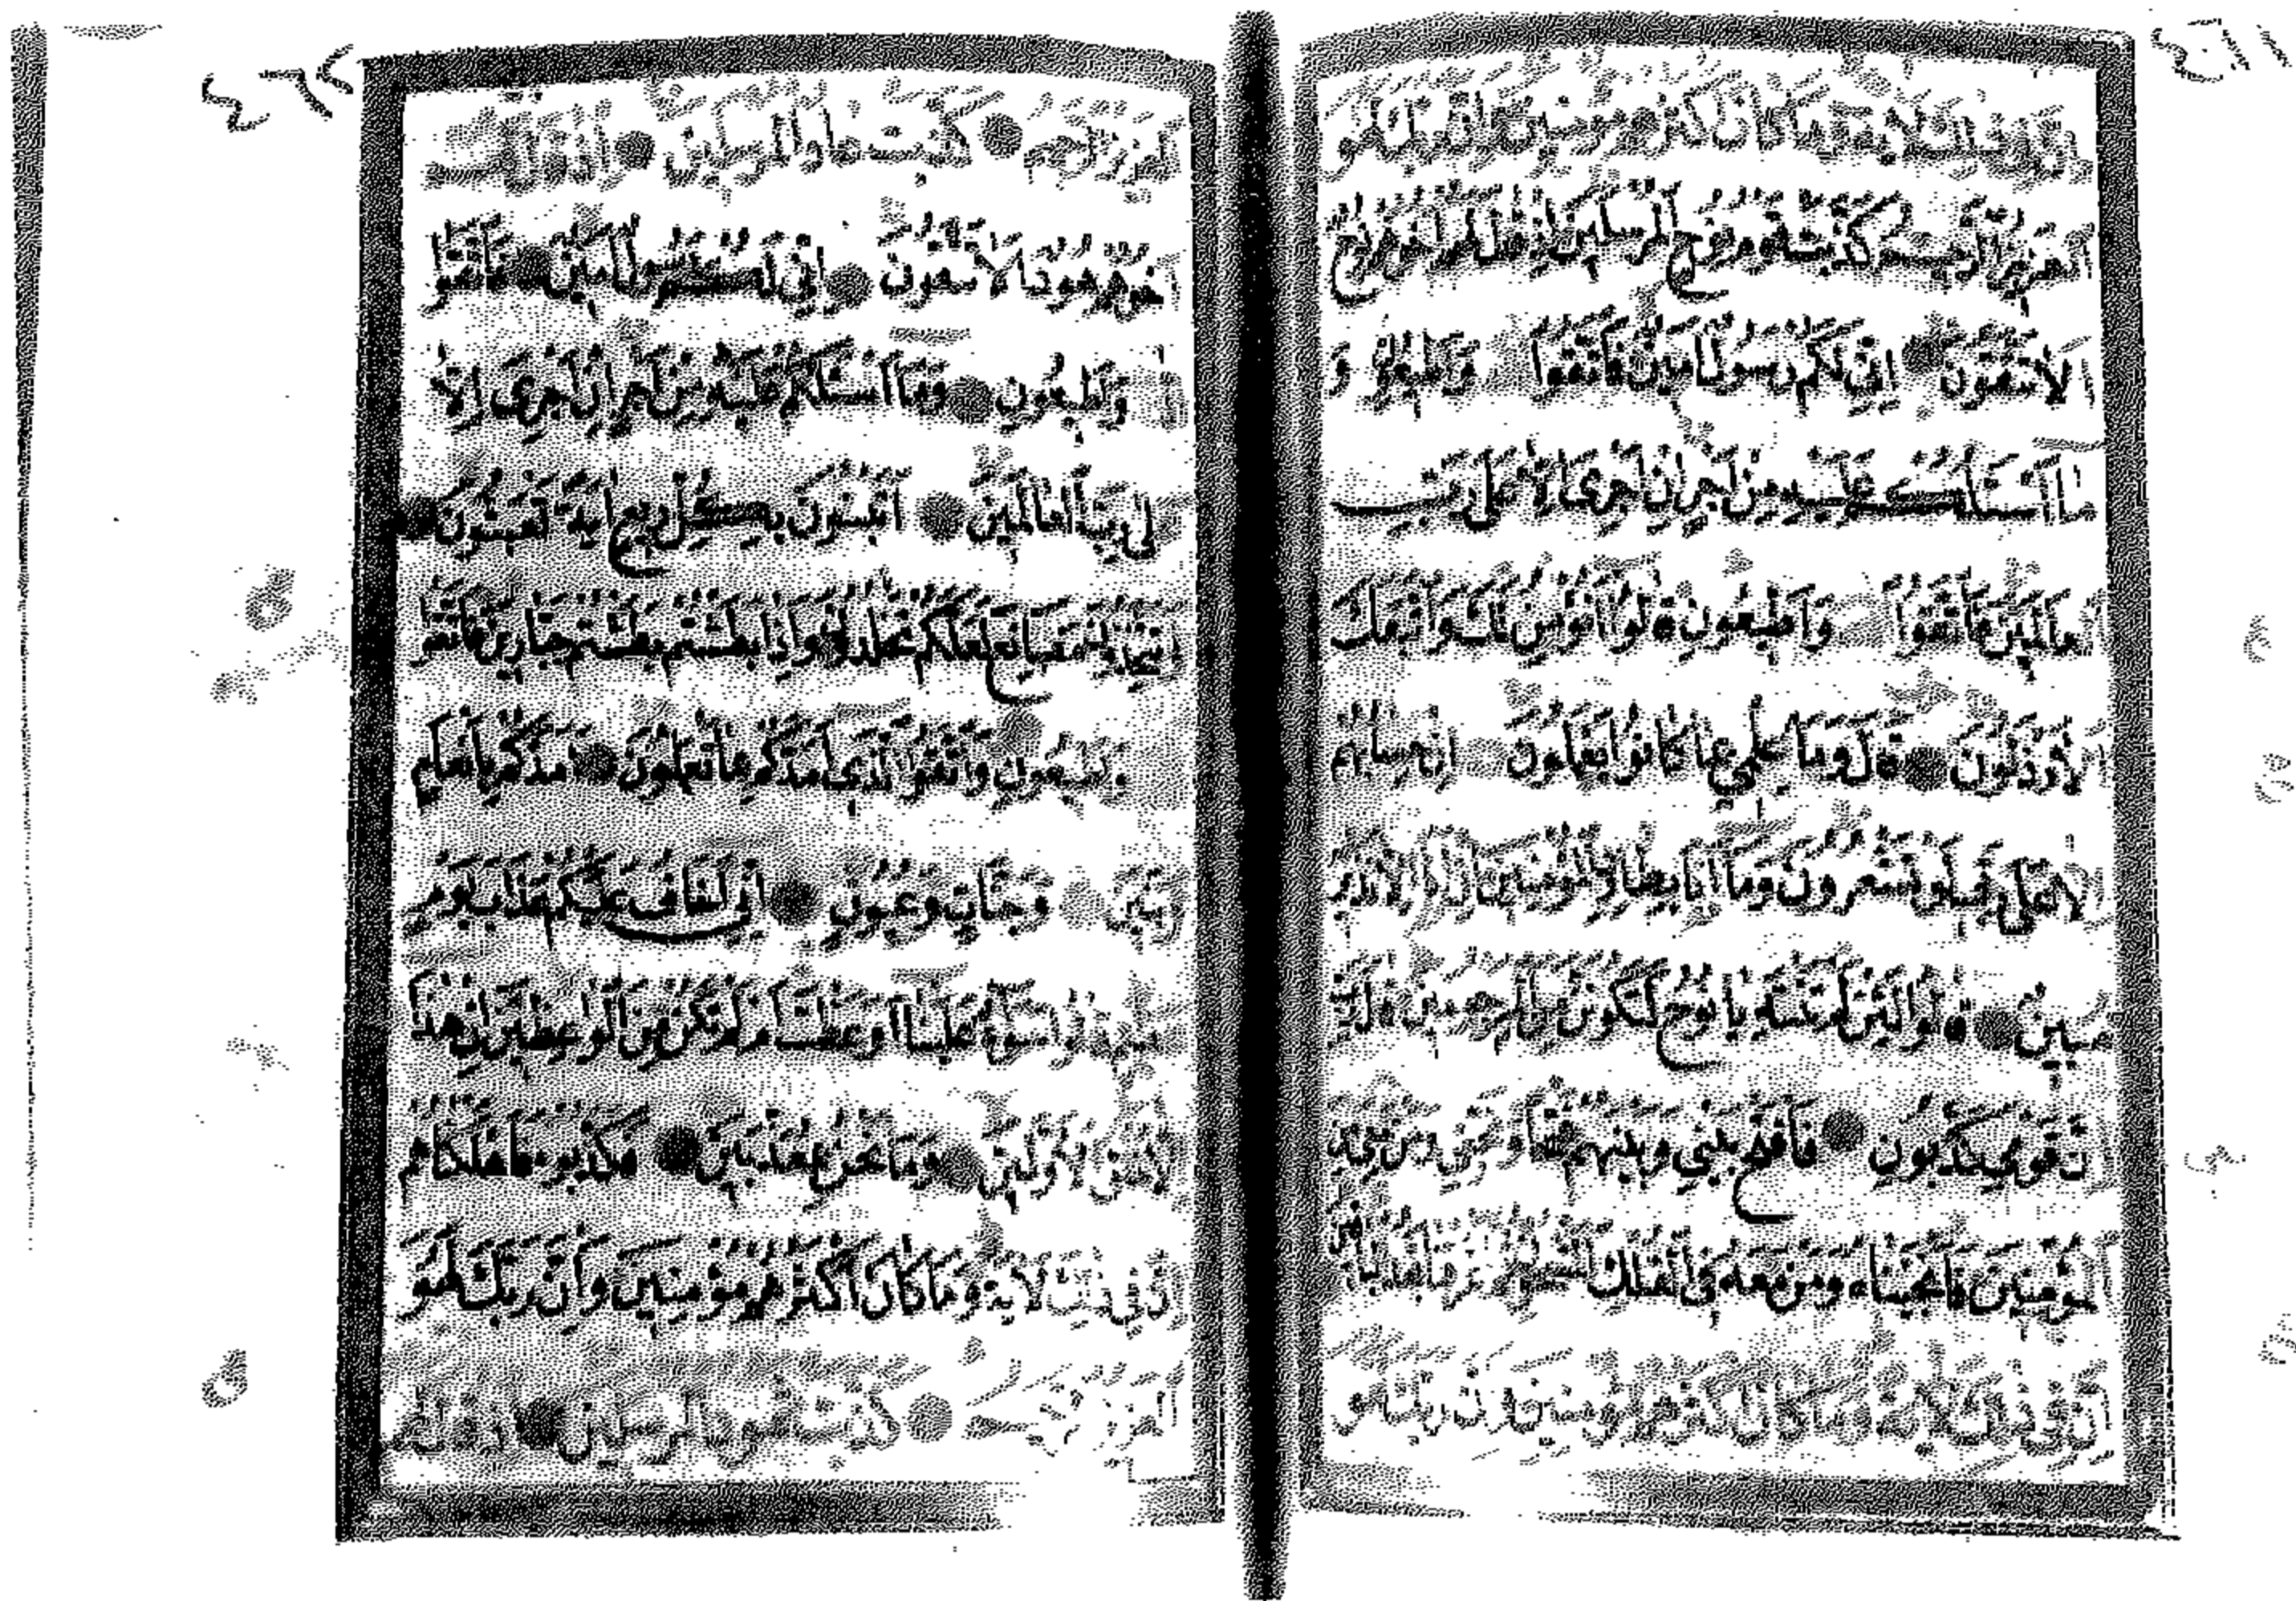 ٤٦١
ان في ذلك لاية وما كان اكثرهم مؤمنين وان ربك لهو
العزيز الرحيم كذبت قوم نوح المرسلين اذ قال لهم اخوهم نوح
الا تتقون اني لكم رسول امين فاتقوا واطيعون و
ما اسئلكم عليه من اجر ان اجري الا على رب
العالمين فاتقوا واطيعون قالوا انؤمن لك واتبعك
الارذلون قال وما علمي بما كانوا يعملون ان حسابهم
الا على ربي لو تشعرون وما انا بطارد المؤمنين ان انا الا نذير
مبين قالوا لئن لم تنته يا نوح لتكونن من المرجومين قال رب
ان قومي كذبون فافتح بيني وبينهم فتحا ونجني ومن معي من
المؤمنين فانجيناه ومن معه في الفلك المشحون ثم اغرقنا بعد الباقين
ان في ذلك لاية وما كان اكثرهم مؤمنين وان ربك لهو
٤٦٢
العزيز الرحيم كذبت عاد المرسلين اذ قال لهم
اخوهم هود الا تتقون اني لكم رسول امين فاتقوا
واطيعون وما اسئلكم عليه من اجر ان اجري الا
على رب العالمين اتبنون بكل ريع اية تعبثون
وتتخذون مصانع لعلكم تخلدون واذا بطشتم بطشتم جبارين فاتقوا
واطيعون واتقوا الذي امدكم بما تعلمون امدكم بانعام
وبنين وجنات وعيون اني اخاف عليكم عذاب يوم
عظيم قالوا سواء علينا اوعظت ام لم تكن من الواعظين ان هذا
الا خلق الاولين وما نحن بمعذبين فكذبوه فاهلكناهم
ان في ذلك لاية وما كان اكثرهم مؤمنين وان ربك لهو
العزيز الرحيم كذبت ثمود المرسلين اذ قال لهم